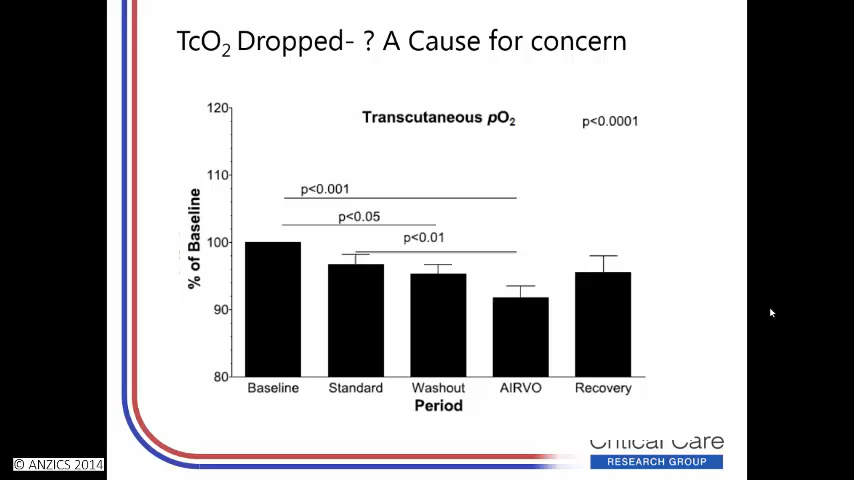 TcO2 Dropped- ? A Cause for concern
120
Transcutaneous pO2
p<0.0001
110
p<0.001
p<0.05
p<0.01
100
90
80
% of Baseline
Baseline Standard Washout AIRVO Recovery
Period
Critical Care
RESEARCH GROUP
© ANZICS 2014